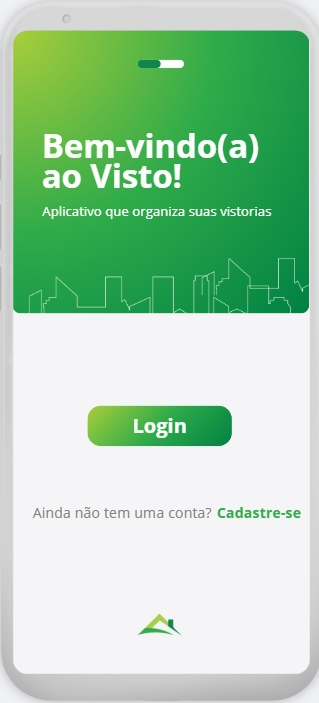 Bem-vindo(a)
ao Visto!
Aplicativo que organiza suas vistorias
Login
Ainda não tem uma conta? Cadastre-se